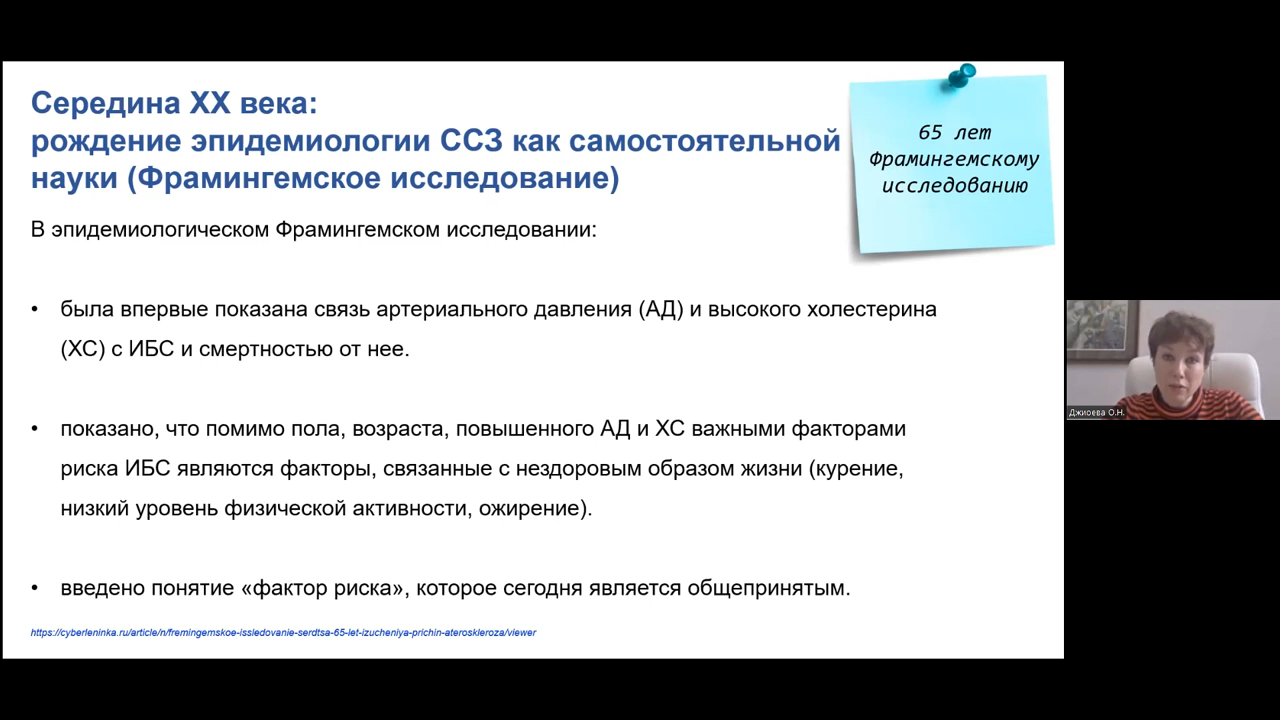 Середина XX века:
рождение эпидемиологии ССЗ как самостоятельной
науки (Фрамингемское исследование)
65 лет
Фрамингемскому
исследованию
В эпидемиологическом Фрамингемском исследовании:
• была впервые показана связь артериального давления (АД) и высокого холестерина
(ХС) с ИБС и смертностью от нее.
• показано, что помимо пола, возраста, повышенного АД и ХС важными факторами
риска ИБС являются факторы, связанные с нездоровым образом жизни (курение,
низкий уровень физической активности, ожирение).
• введено понятие «фактор риска», которое сегодня является общепринятым.
https://cyberleninka.ru/article/n/fremingemskoe-issledovanie-serdtsa-65-let-izucheniya-prichin-ateroskleroza/viewer
Джиоева О.Н.